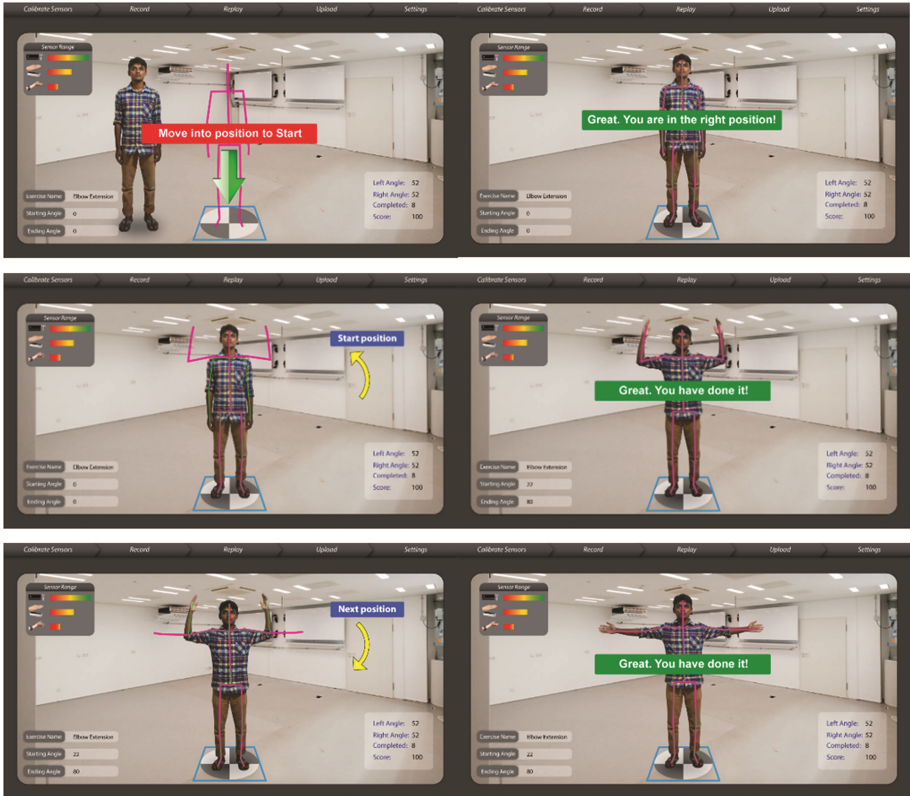 Calibrate Sensors Record Replay Upload Settings
Sensor Range
Move into position to Start
Exercise Name Elbow Extension
Starting Angle 0
Ending Angle 0
Left Angle: 52
Right Angle: 52
Completed: 8
Score: 100
Calibrate Sensors Record Replay Upload Settings
Sensor Range
Great. You are in the right position!
Exercise Name Elbow Extension
Starting Angle 0
Ending Angle 0
Left Angle: 52
Right Angle: 52
Completed: 8
Score: 100
Calibrate Sensors Record Replay Upload Settings
Sensor Range
Start position
Exercise Name Elbow Extension
Starting Angle 0
Ending Angle 0
Left Angle: 52
Right Angle: 52
Completed: 8
Score: 100
Calibrate Sensors Record Replay Upload Settings
Sensor Range
Great. You have done it!
Exercise Name Elbow Extension
Starting Angle 22
Ending Angle 80
Left Angle: 52
Right Angle: 52
Completed: 8
Score: 100
Calibrate Sensors Record Replay Upload Settings
Sensor Range
Next position
Exercise Name Elbow Extension
Starting Angle 22
Ending Angle 80
Left Angle: 52
Right Angle: 52
Completed: 8
Score: 100
Calibrate Sensors Record Replay Upload Settings
Sensor Range
Great. You have done it!
Exercise Name Elbow Extension
Starting Angle 22
Ending Angle 80
Left Angle: 52
Right Angle: 52
Completed: 8
Score: 100